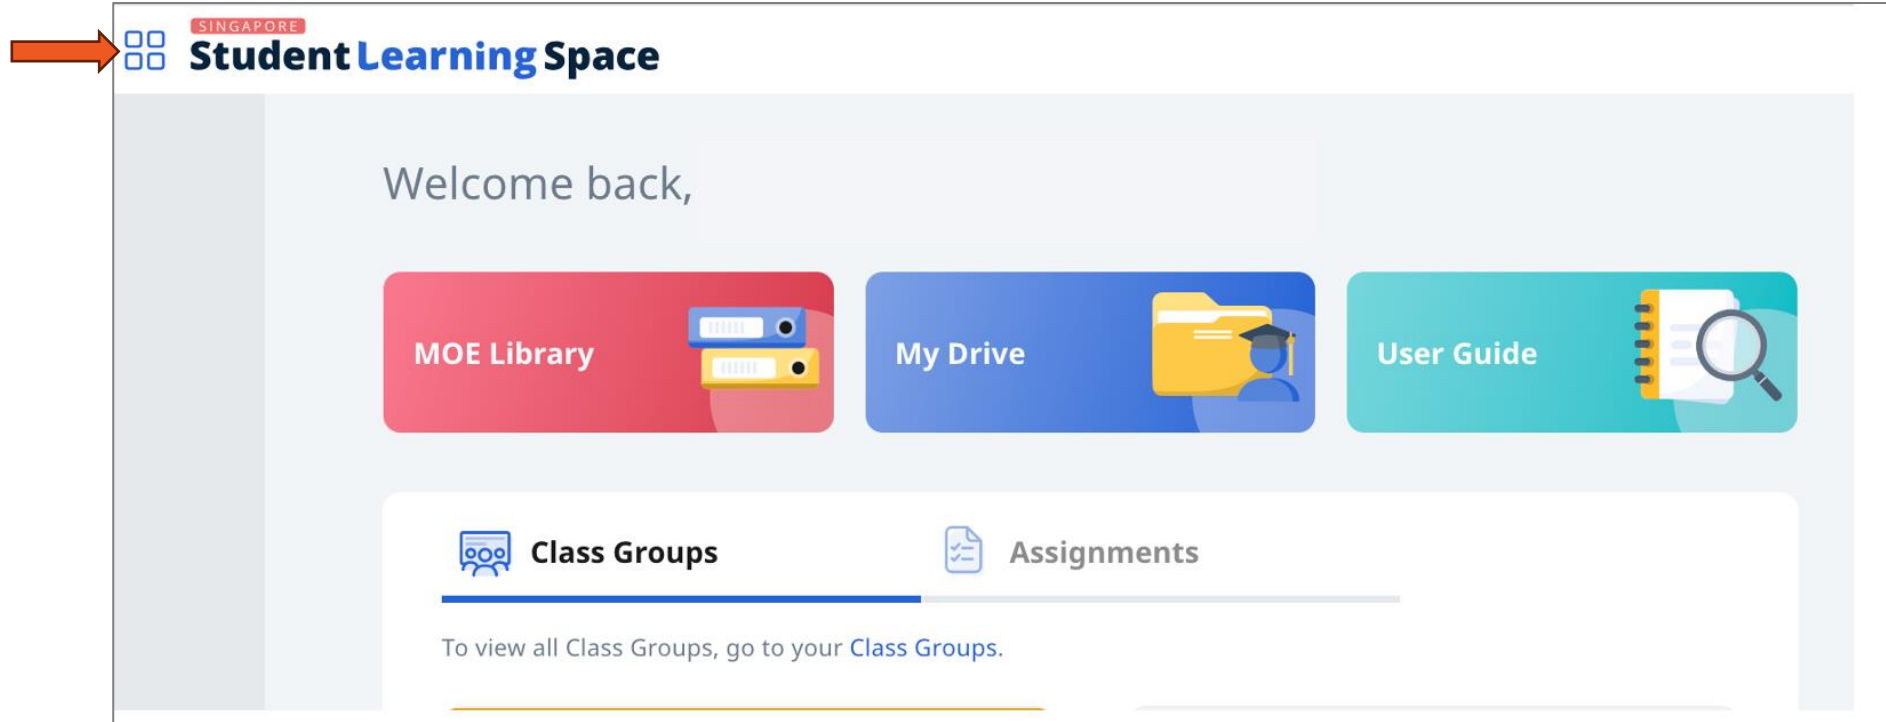 SINGAPORE
Student Learning Space
Welcome back,
MOE Library
My Drive
User Guide
Class Groups
Assignments
To view all Class Groups, go to your Class Groups.